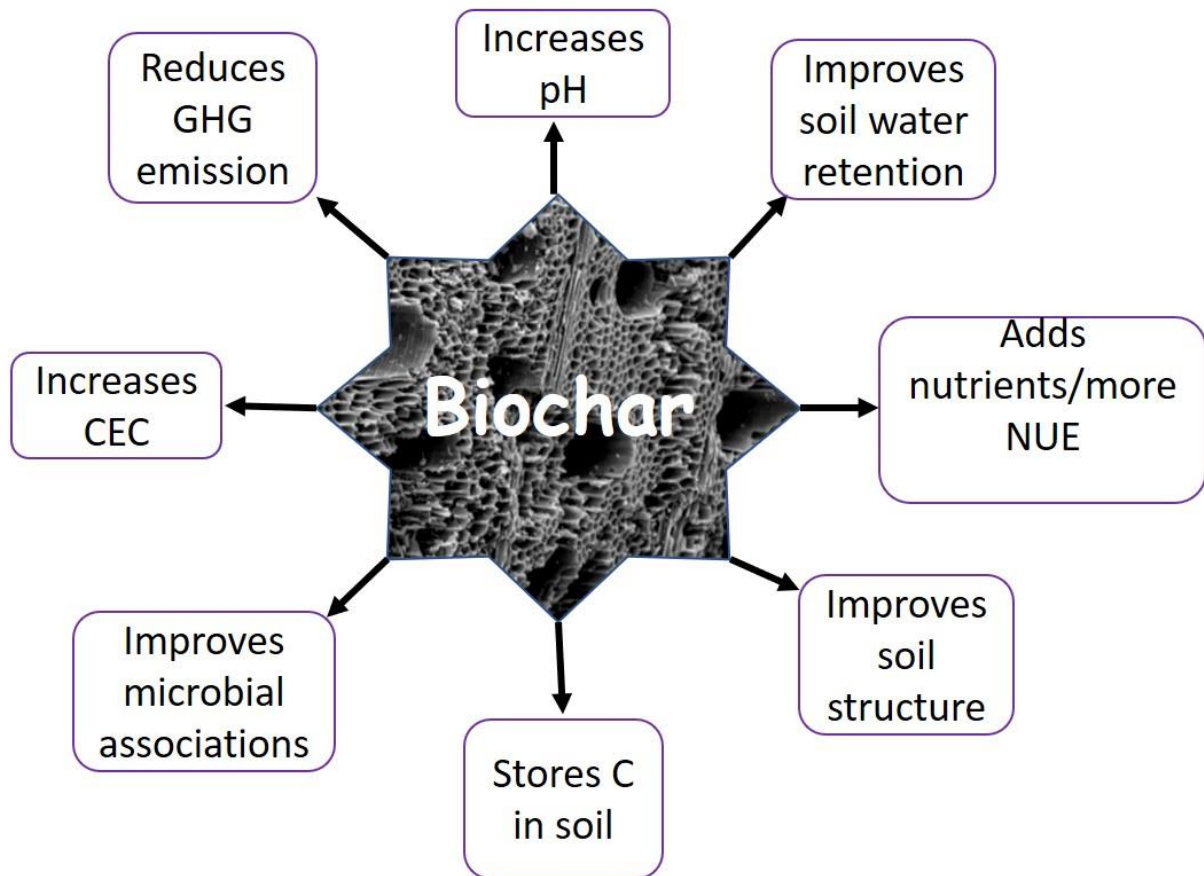 Increases
pH
Reduces
GHG
emission
Improves
soil water
retention
Increases
CEC
Biochar
Adds
nutrients/more
NUE
Improves
microbial
associations
Improves
soil
structure
Stores C
in soil